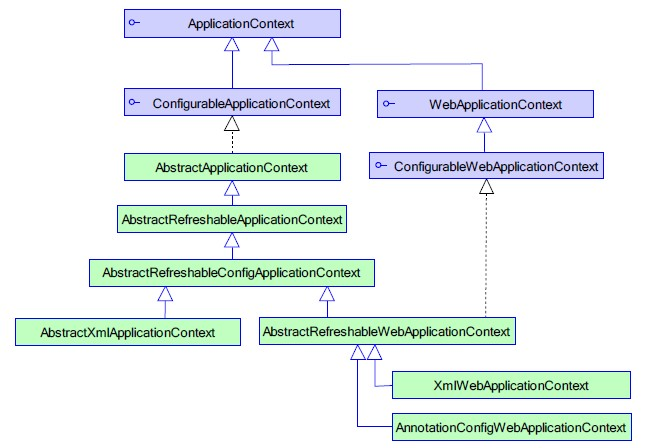 ApplicationContext
ConfigurableApplicationContext
WebApplicationContext
AbstractApplicationContext
ConfigurableWebApplicationContext
AbstractRefreshableApplicationContext
AbstractRefreshableConfigApplicationContext
AbstractXmlApplicationContext
AbstractRefreshableWebApplicationContext
XmlWebApplicationContext
AnnotationConfigWebApplicationContext